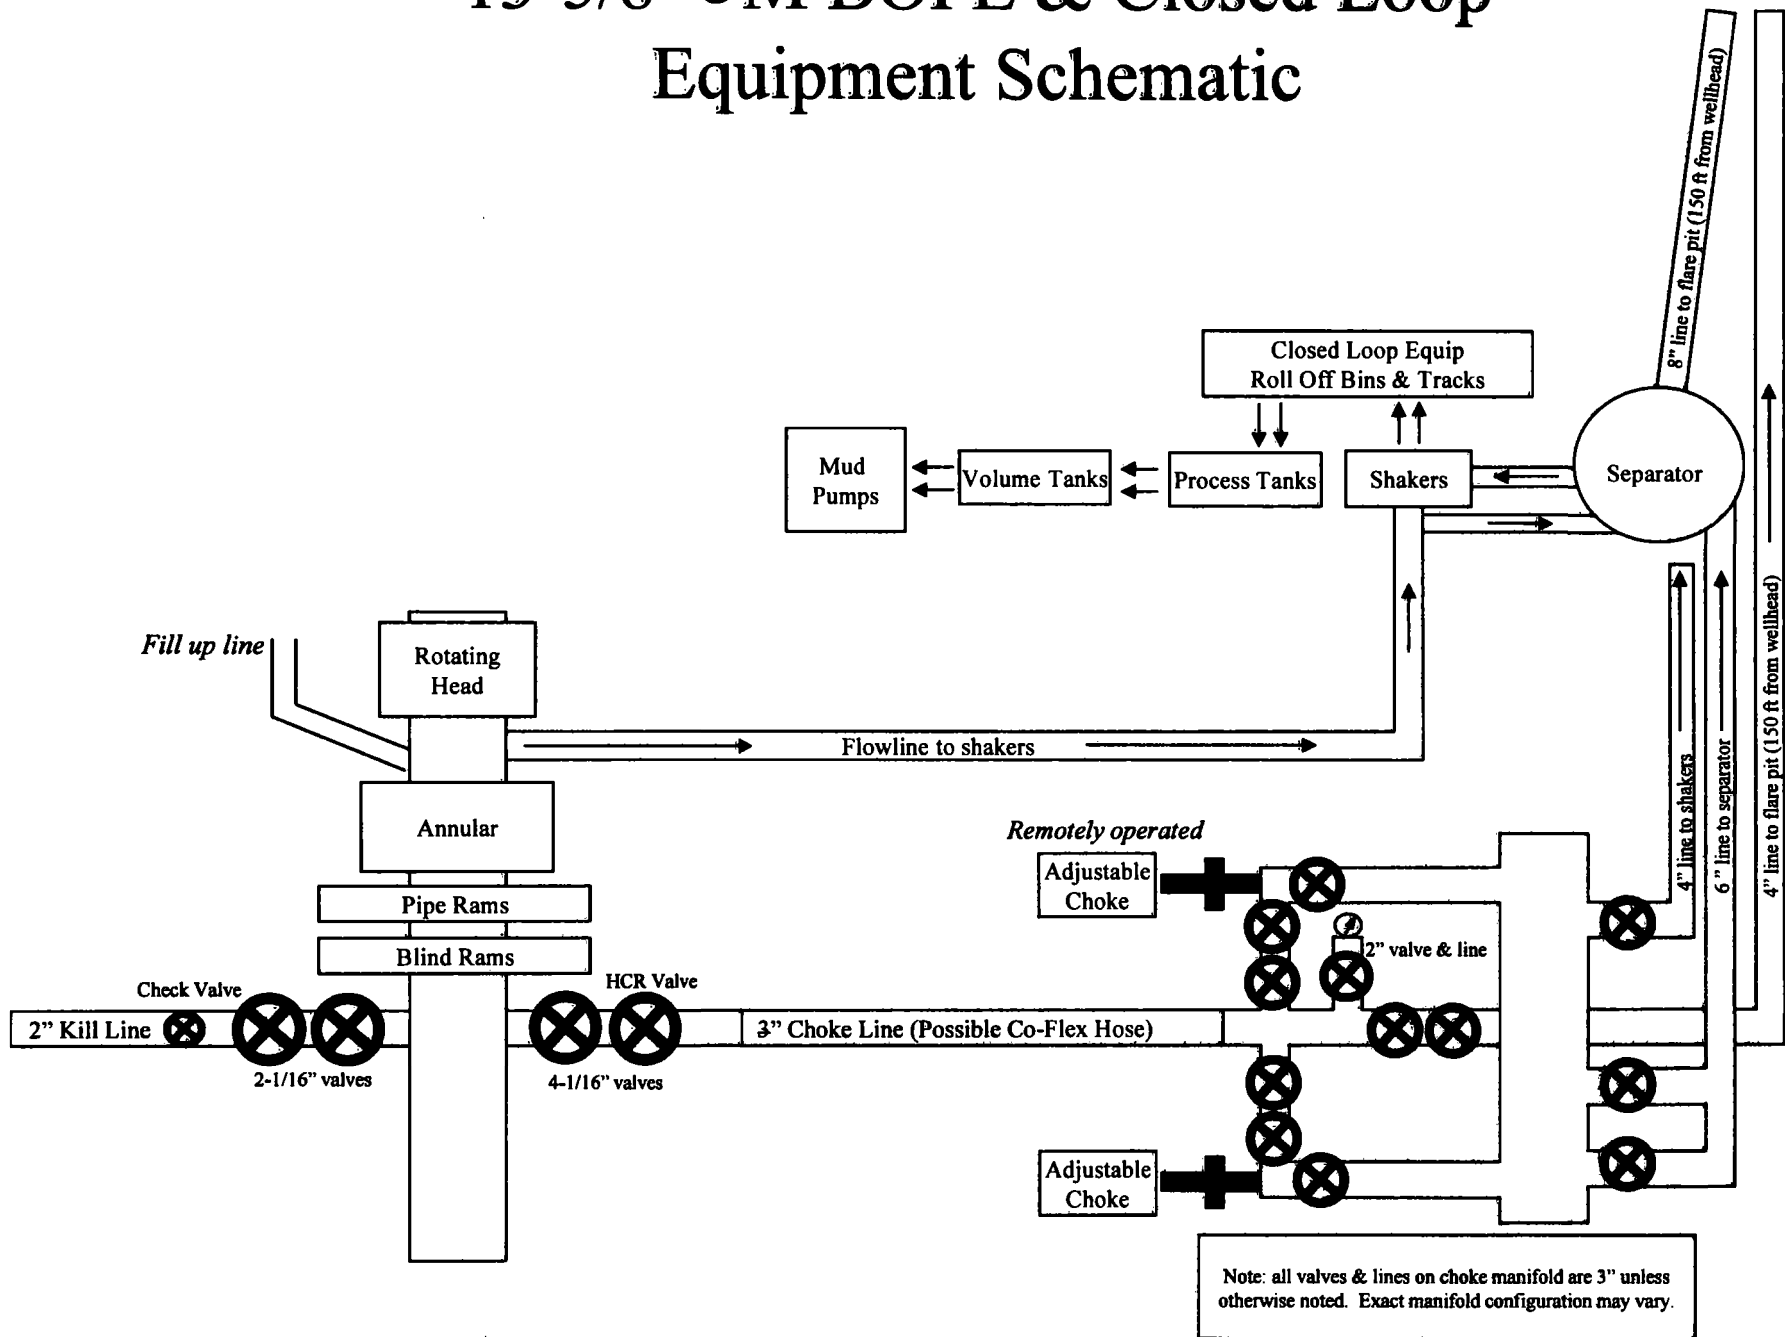 BOPE & Closed Loop
Equipment Schematic
8" line to flare pit (150 ft from wellhead)
Closed Loop Equip
Roll Off Bins & Tracks
Mud
Pumps
Volume Tanks
Process Tanks
Shakers
Separator
Fill up line
Rotating
Head
Flowline to shakers
Annular
Pipe Rams
Blind Rams
Check Valve
2” Kill Line
2-1/16” valves
HCR Valve
4-1/16” valves
3” Choke Line (Possible Co-Flex Hose)
Remotely operated
Adjustable
Choke
2” valve & line
Adjustable
Choke
4” line to shakers
6 ” line to separator
4” line to flare pit (150 ft from wellhead)
Note: all valves & lines on choke manifold are 3” unless
otherwise noted. Exact manifold configuration may vary.